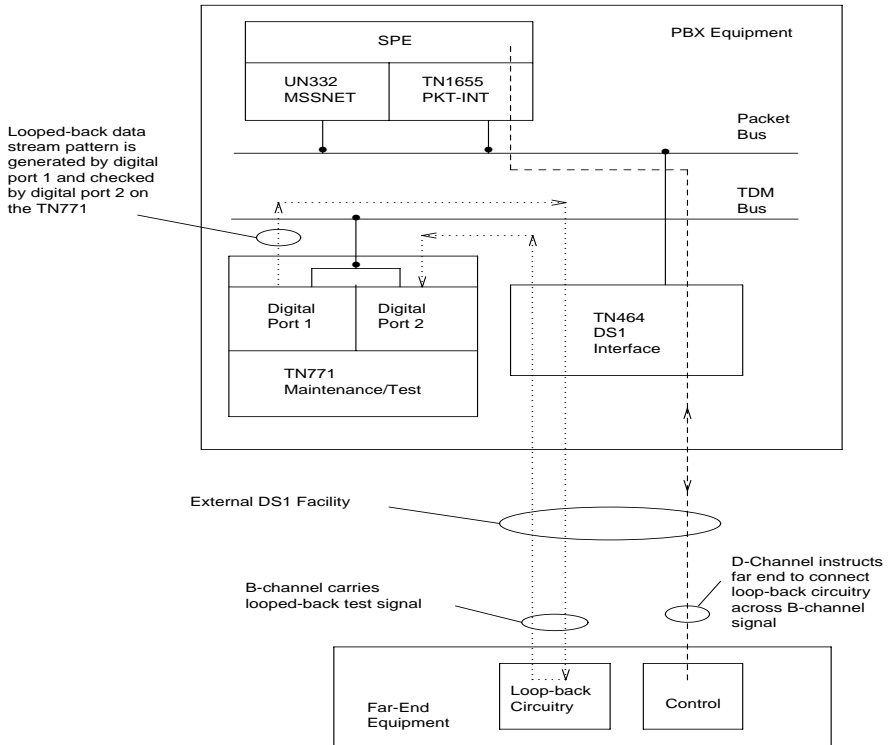 SPE
PBX Equipment
UN332
MSSNET
TN1655
PKT-INT
Packet
Bus
Looped-back data
stream pattern is
generated by digital
port 1 and checked
by digital port 2 on
the TN771
TDM
Bus
Digital
Port 1
Digital
Port 2
TN464
DS1
Interface
TN771
Maintenance/Test
External DS1 Facility
D-Channel instructs
far end to connect
loop-back circuitry
across B-channel
signal
B-channel carries
looped-back test signal
Far-End
Equipment
Loop-back
Circuitry
Control